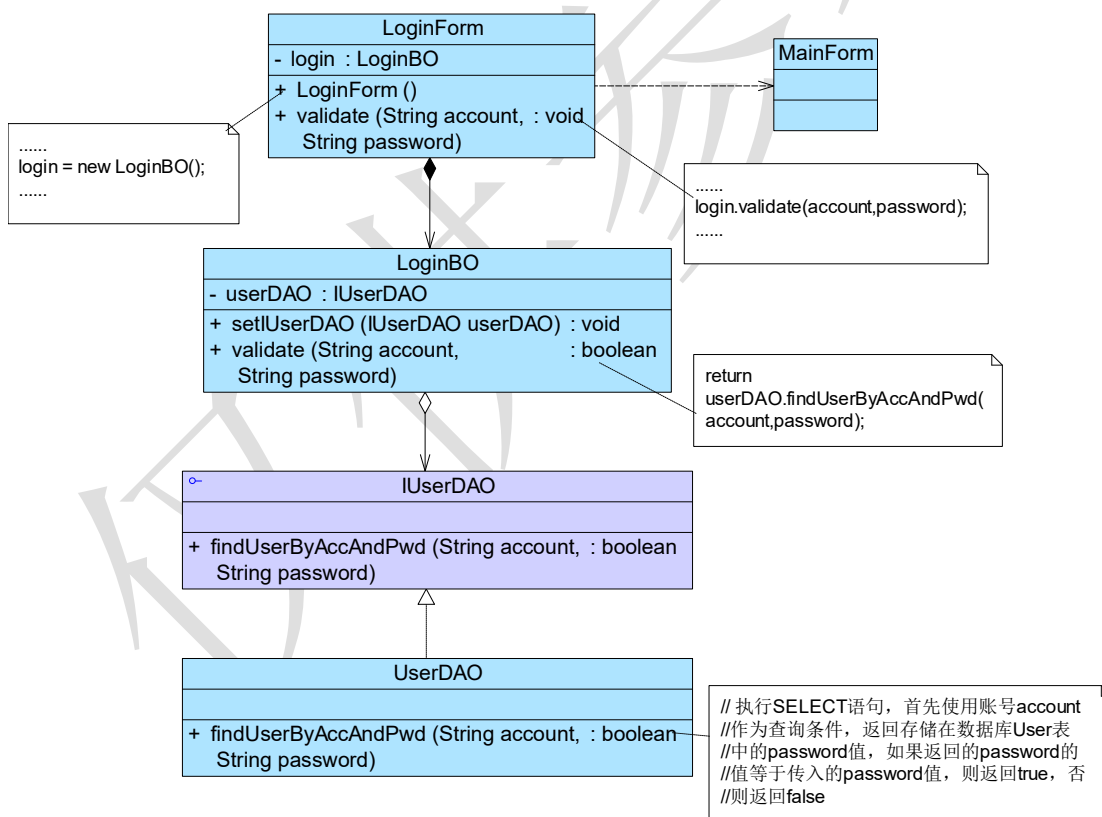 LoginForm
- login : LoginBO
+ LoginForm ()
+ validate (String account, : void
String password)
MainForm
......
login = new LoginBO();
......
......
login.validate(account,password);
......
LoginBO
- userDAO : IUserDAO
+ setIUserDAO (IUserDAO userDAO) : void
+ validate (String account, : boolean
String password)
return
userDAO.findUserByAccAndPwd(
account,password);
IUserDAO
+ findUserByAccAndPwd (String account, : boolean
String password)
UserDAO
+ findUserByAccAndPwd (String account, : boolean
String password)
// 执行SELECT语句，首先使用账号account
//作为查询条件，返回存储在数据库User表
//中的password值，如果返回的password的
//值等于传入的password值，则返回true，否
//则返回false